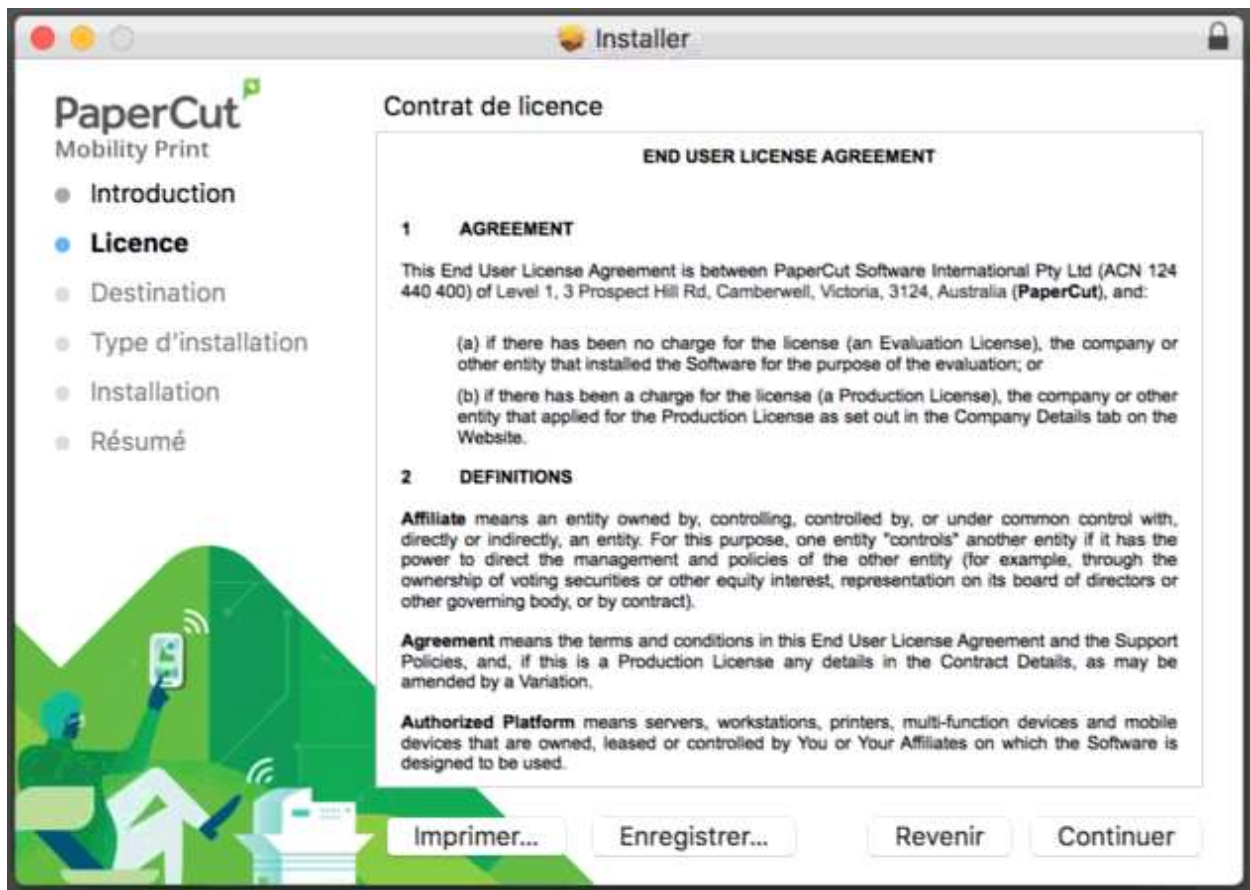 Installer
PaperCut
Mobility Print
Introduction
Licence
Destination
Type d'installation
Installation
Résumé
Contrat de licence
END USER LICENSE AGREEMENT
1 AGREEMENT
This End User License Agreement is between PaperCut Software International Pty Ltd (ACN 124
440 400) of Level 1, 3 Prospect Hill Rd, Camberwell, Victoria, 3124, Australia (PaperCut), and:
(a) if there has been no charge for the license (an Evaluation License), the company or
other entity that installed the Software for the purpose of the evaluation; or
(b) if there has been a charge for the license (a Production License), the company or other
entity that applied for the Production License as set out in the Company Details tab on the
Website.
2 DEFINITIONS
Affiliate means an entity owned by, controlling, controlled by, or under common control with,
directly or indirectly, an entity. For this purpose, one entity "controls" another entity if it has the
power to direct the management and policies of the other entity (for example, through the
ownership of voting securities or other equity interest, representation on its board of directors or
other governing body, or by contract).
Agreement means the terms and conditions in this End User License Agreement and the Support
Policies, and, if this is a Production License any details in the Contract Details, as may be
amended by a Variation.
Authorized Platform means servers, workstations, printers, multi-function devices and mobile
devices that are owned, leased or controlled by You or Your Affiliates on which the Software is
designed to be used.
Imprimer... Enregistrer... Revenir Continuer